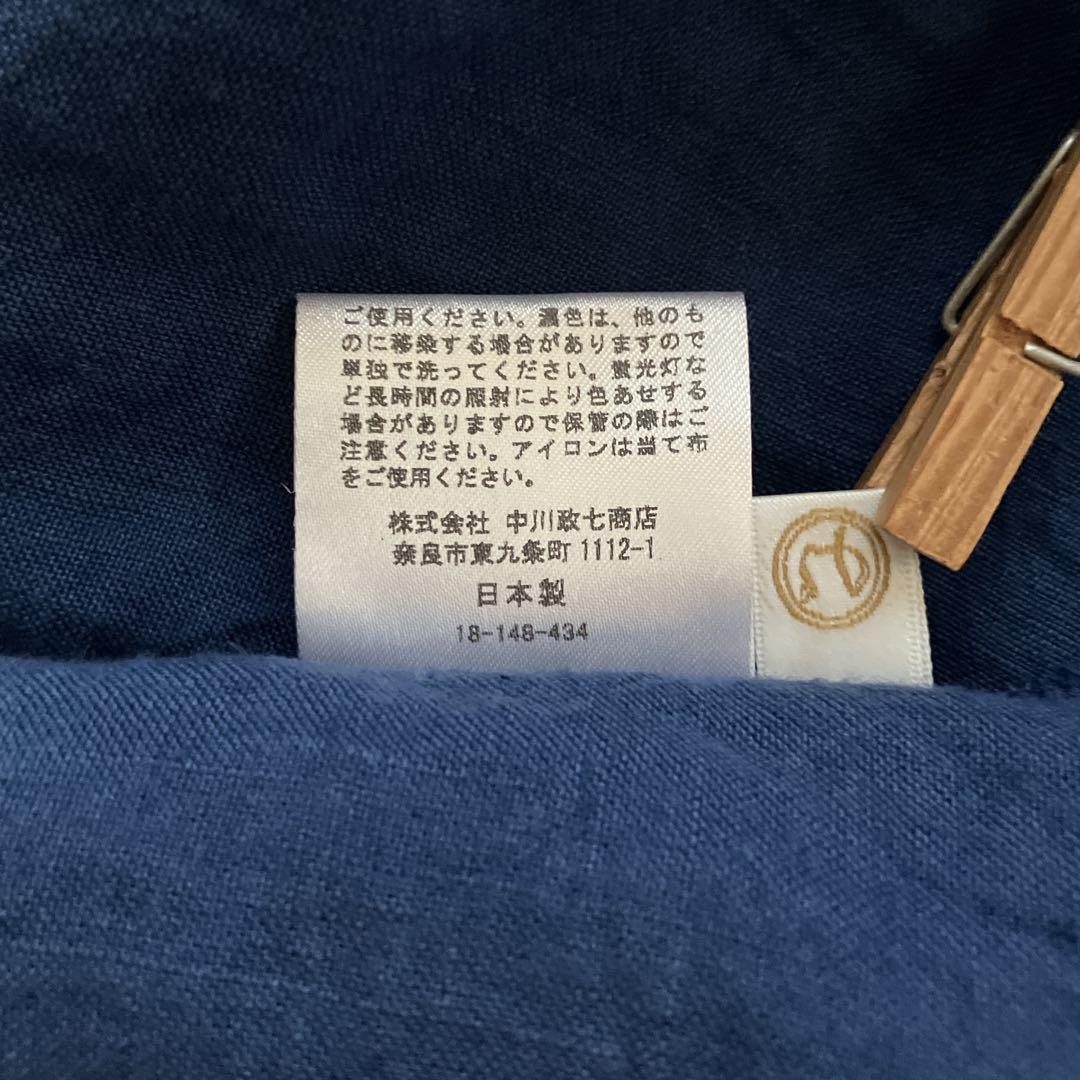 ご使用ください。濃色は、他のも
のに移染する場合がありますので
単独で洗ってください。蛍光灯な
ど長時間の照射により色あせする
場合がありますので保管の際はご
注意ください。アイロンは当て布
をご使用ください。
株式会社 中川政七商店
奈良市東九条町 1112-1
日本製
18-148-434